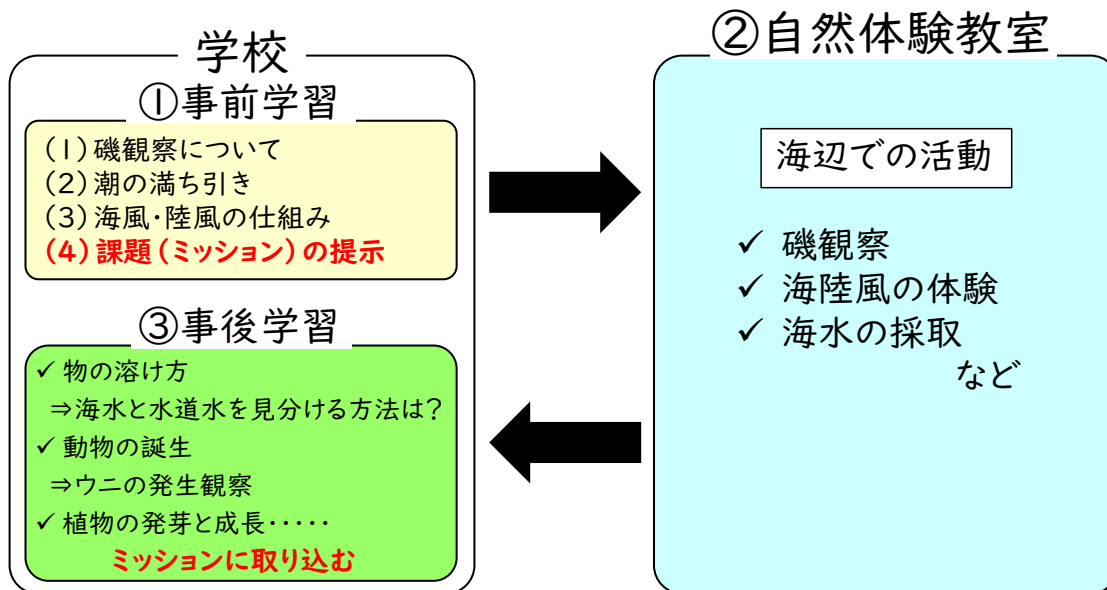 学校
①事前学習
(1)磯観察について
(2)潮の満ち引き
(3)海風・陸風の仕組み
(4)課題(ミッション)の提示
③事後学習
✓ 物の溶け方
⇒海水と水道水を見分ける方法は?
✓ 動物の誕生
⇒ウニの発生観察
✓ 植物の発芽と成長・・・・・
ミッションに取り込む
②自然体験教室
海辺での活動
✓ 磯観察
✓ 海陸風の体験
✓ 海水の採取
など